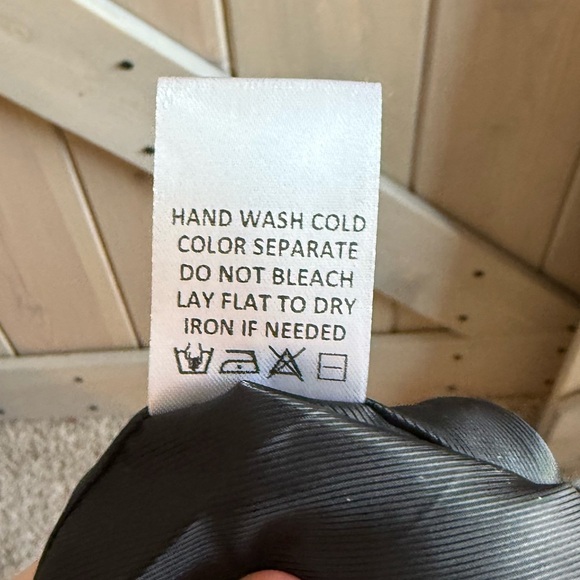 HAND WASH COLD
COLOR SEPARATE
DO NOT BLEACH
LAY FLAT TO DRY
IRON IF NEEDED